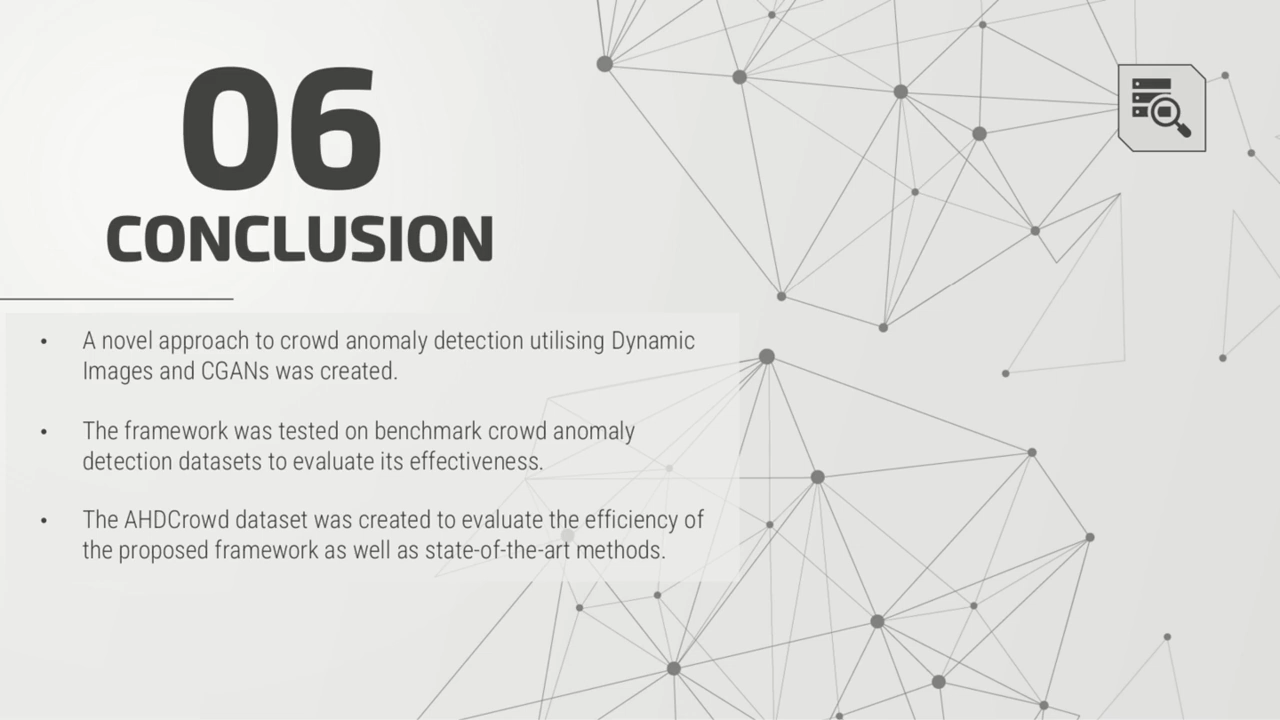 06
CONCLUSION
• A novel approach to crowd anomaly detection utilising Dynamic
Images and CGANs was created.
• The framework was tested on benchmark crowd anomaly
detection datasets to evaluate its effectiveness.
• The AHDCrowd dataset was created to evaluate the efficiency of
the proposed framework as well as state-of-the-art methods.